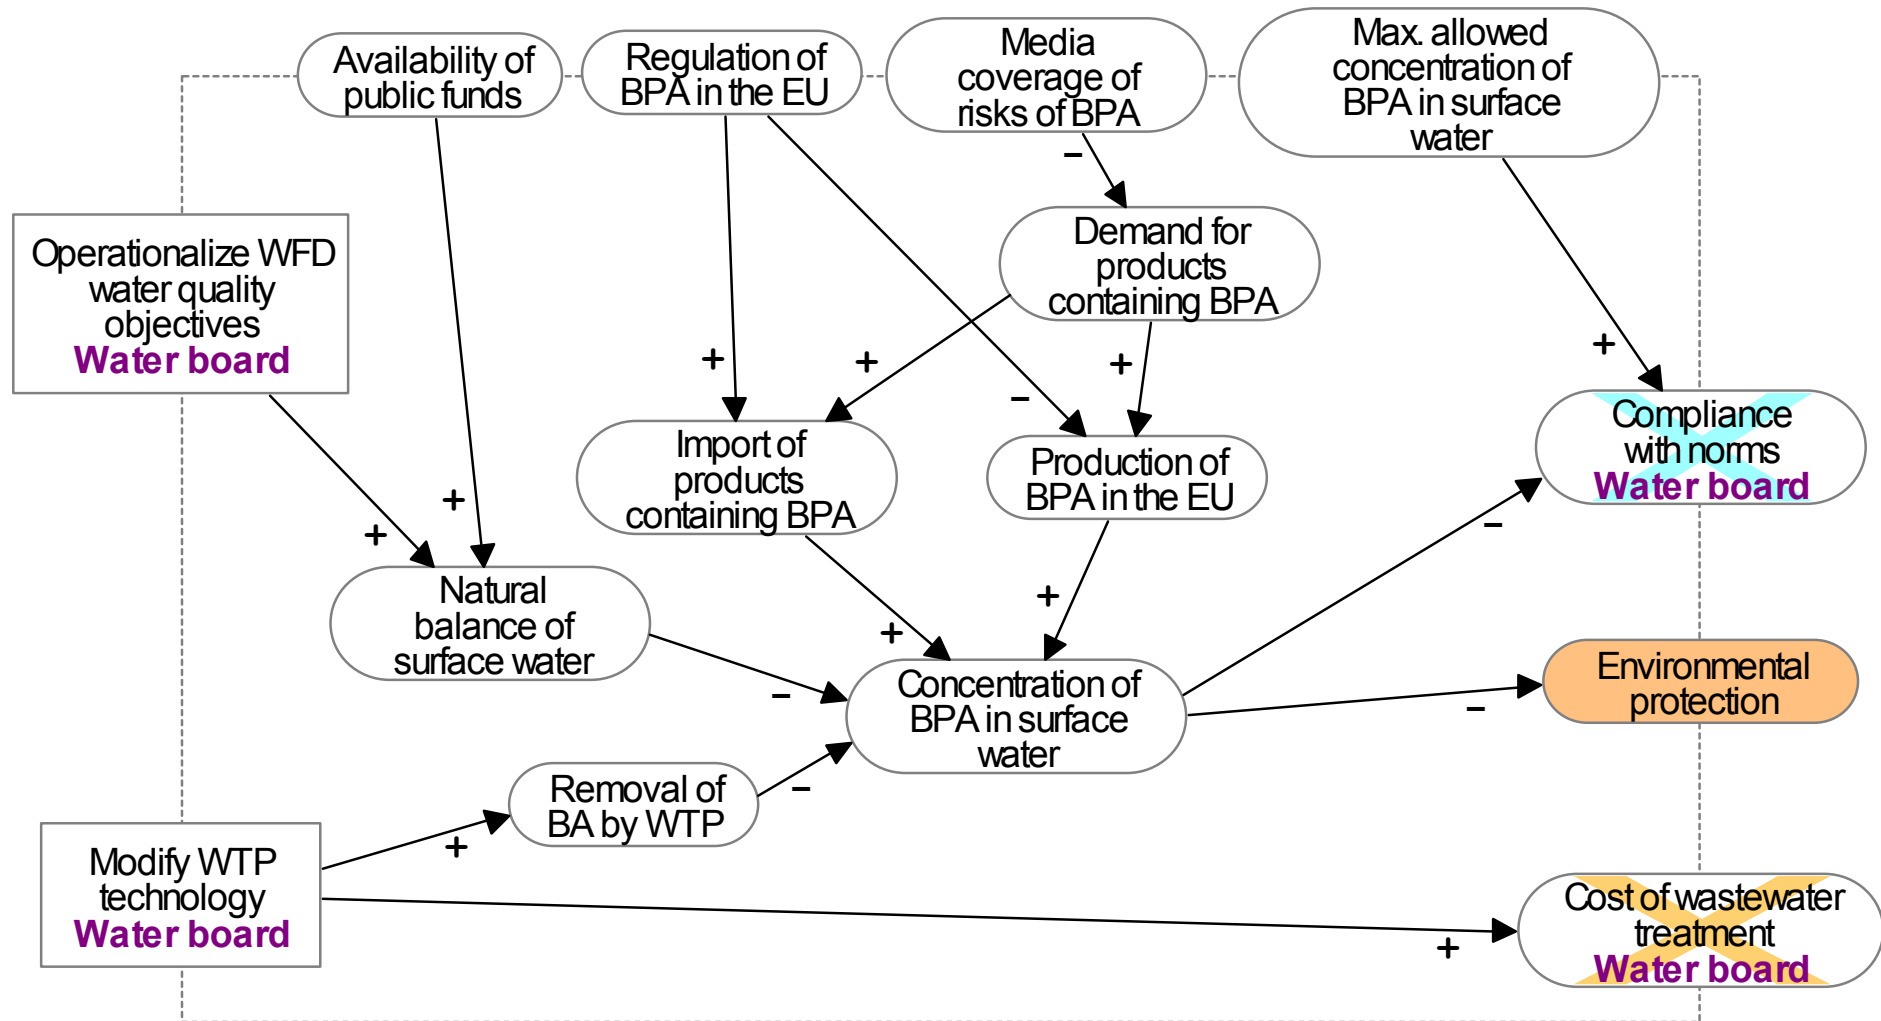 Availability of
public funds
Regulation of
BPA in the EU
Media
coverage of
risks of BPA
Max. allowed
concentration of
BPA in surface
water
–
Operationalize WFD
water quality
objectives
Water board
Demand for
products
containing BPA
+
+
+
+
–
Import of
products
containing BPA
Production of
BPA in the EU
Compliance
with norms
Water board
+
+
–
Natural
balance of
surface water
+
+
–
Concentration of
BPA in surface
water
Environmental
protection
–
Removal of
BA by WTP
–
+
Modify WTP
technology
Water board
Cost of wastewater
treatment
Water board
+